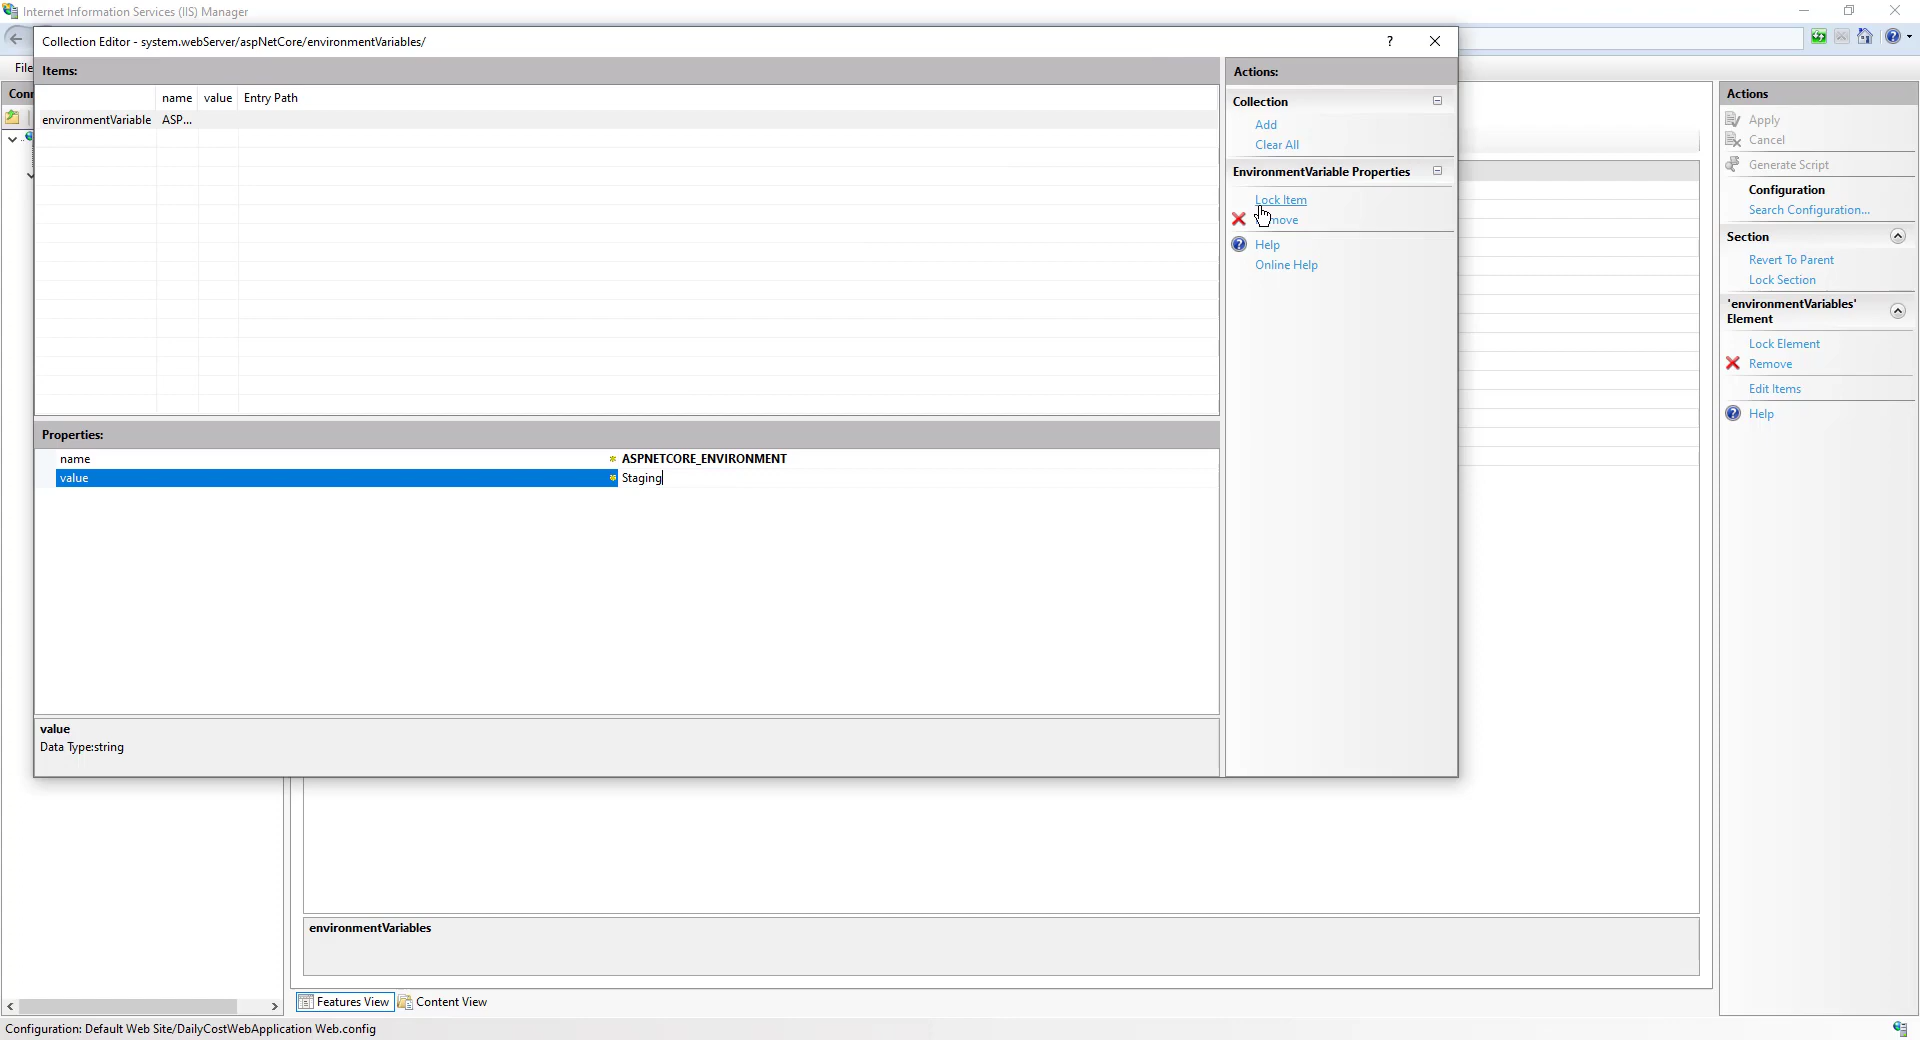 Internet Information Services (IIS) Manager
Collection Editor - system.webServer/aspNetCore/environmentVariables/
?
File
Items:
Actions:
Conn
Actions
name value Entry Path
Collection
environmentVariable ASP...
Add
Clear All
EnvironmentVariable Properties
Lock Item
Help
Online Help
Apply
Cancel
Generate Script
Configuration
Search Configuration...
Section
Revert To Parent
Lock Section
'environmentVariables'
Element
Lock Element
Remove
Edit Items
Help
Properties:
name ASPNETCORE_ENVIRONMENT
value Staging
value
Data Type:string
environmentVariables
Features View Content View
Configuration: Default Web Site/DailyCostWebApplication Web.config